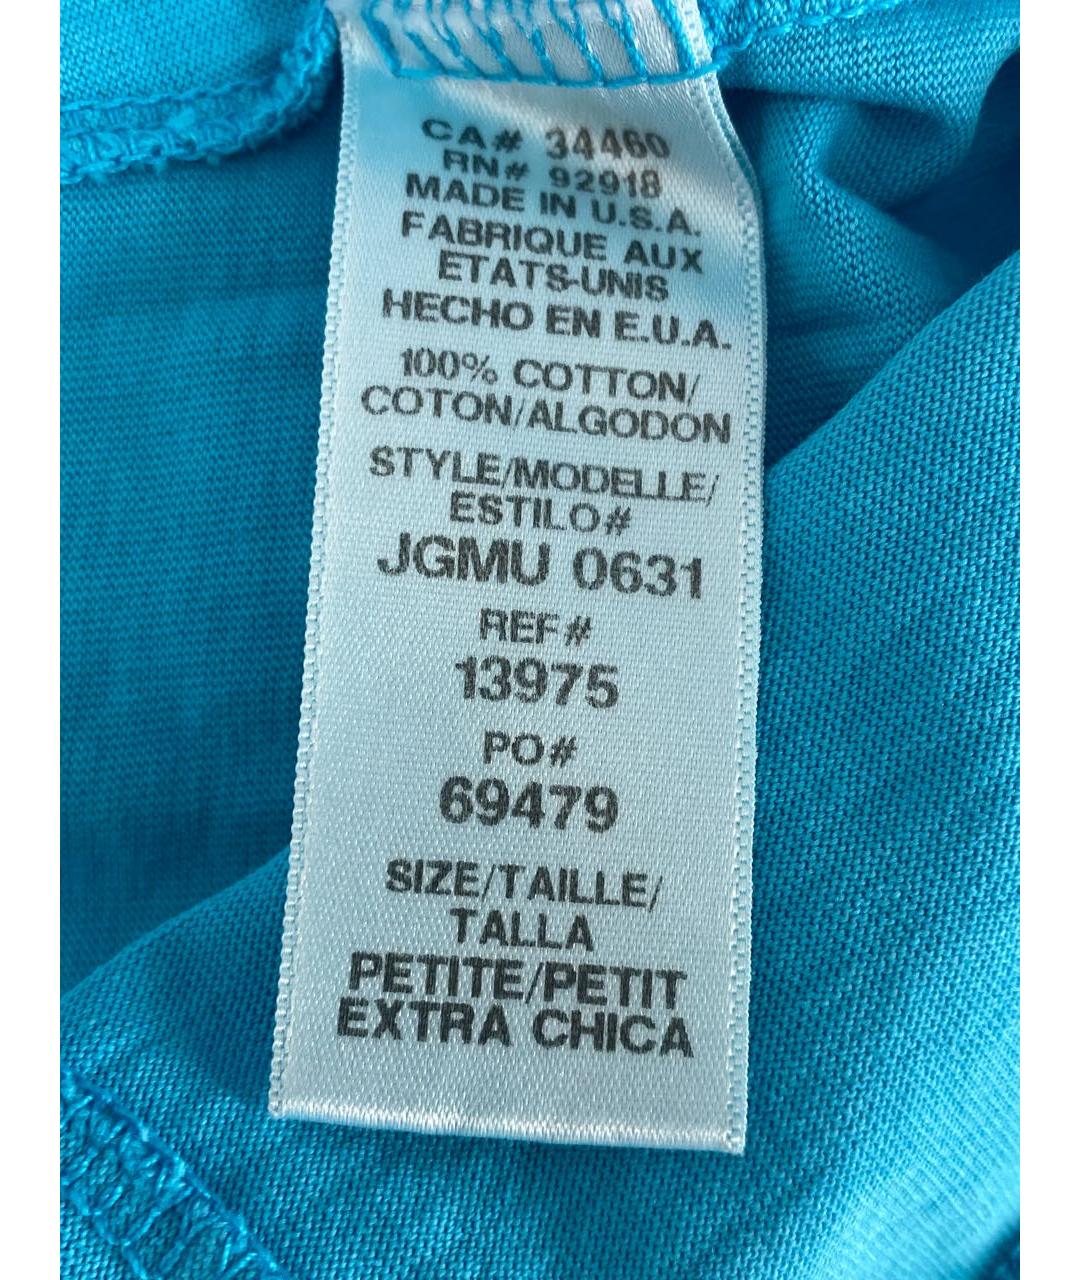 CA# 34460
RN# 92918
MADE IN U.S.A.
FABRIQUE AUX
ETATS-UNIS
HECHO EN E.U.A.
100% COTTON/
COTON/ALGODON
STYLE/MODELLE/
ESTILO#
JGMU 0631
REF#
13975
PO#
69479
SIZE/TAILLE/
TALLA
PETITE/PETIT
EXTRA CHICA